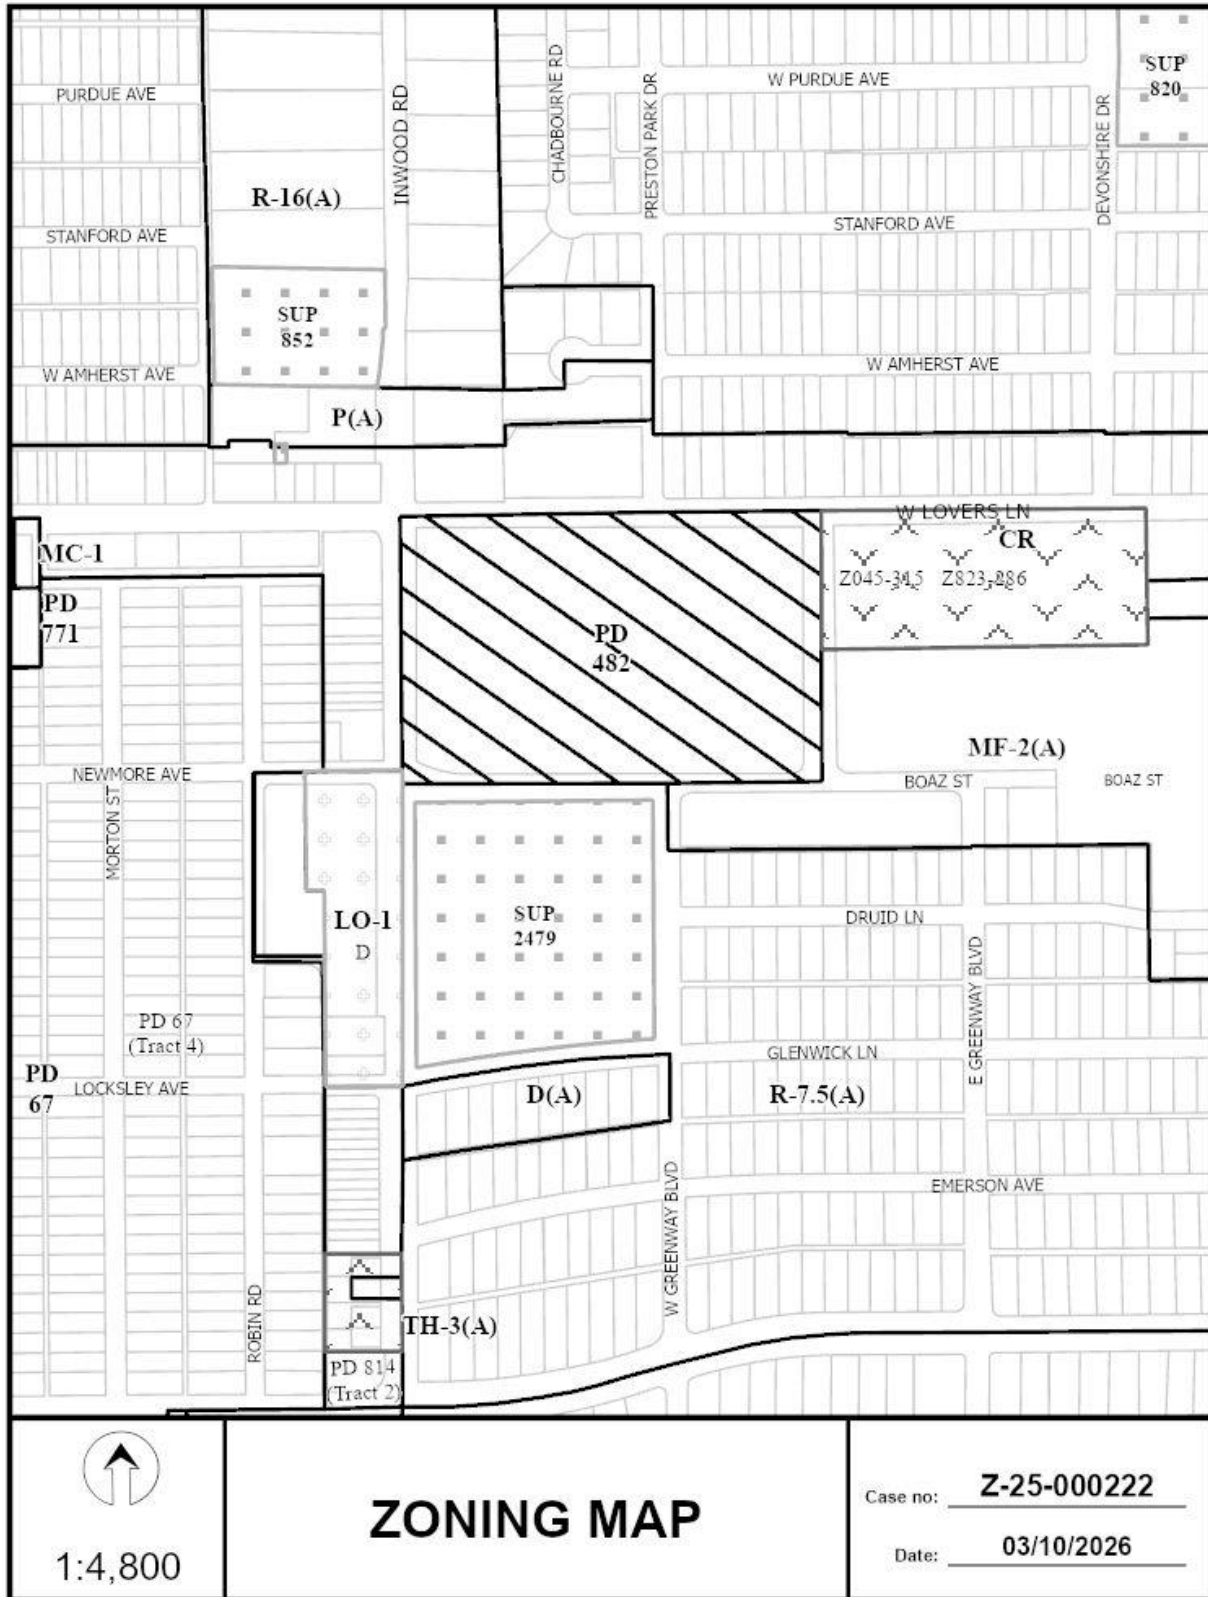 W PURDUE AVE
SUP
820
PURDUE AVE
CHADBOURNE RD
PRESTON PARK DR
INWOOD RD
DEVONSHIRE DR
R-16(A)
STANFORD AVE
STANFORD AVE
SUP
852
W AMHERST AVE
W AMHERST AVE
P(A)
W LOVERS LN
CR
MC-1
Z045-315 Z823-286
PD
771
PD
482
MF-2(A)
NEWMORE AVE
BOAZ ST
BOAZ ST
MORTON ST
LO-1
D
SUP
2479
DRUID LN
E GREENWAY BLVD
PD 67
(Tract 4)
GLENWICK LN
PD
67
LOCKSLEY AVE
D(A)
R-7.5(A)
EMERSON AVE
W GREENWAY BLVD
ROBIN RD
TH-3(A)
PD 814
(Tract 2)
1:4,800
ZONING MAP
Case no: Z-25-000222
Date: 03/10/2026